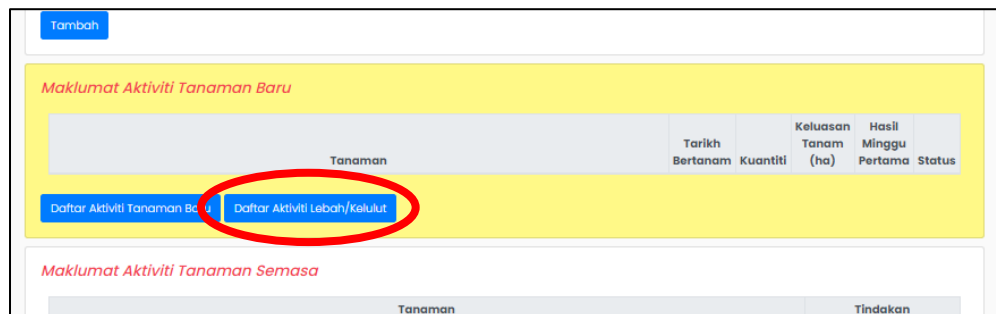 Tambah
Maklumat Aktiviti Tanaman Baru
Tanaman Tarikh Bertanam Kuantiti Keluasan Tanam (ha) Hasil Minggu Pertama Status
Daftar Aktiviti Tanaman Baru Daftar Aktiviti Lebah/Kelulut
Maklumat Aktiviti Tanaman Semasa
Tanaman Tindakan